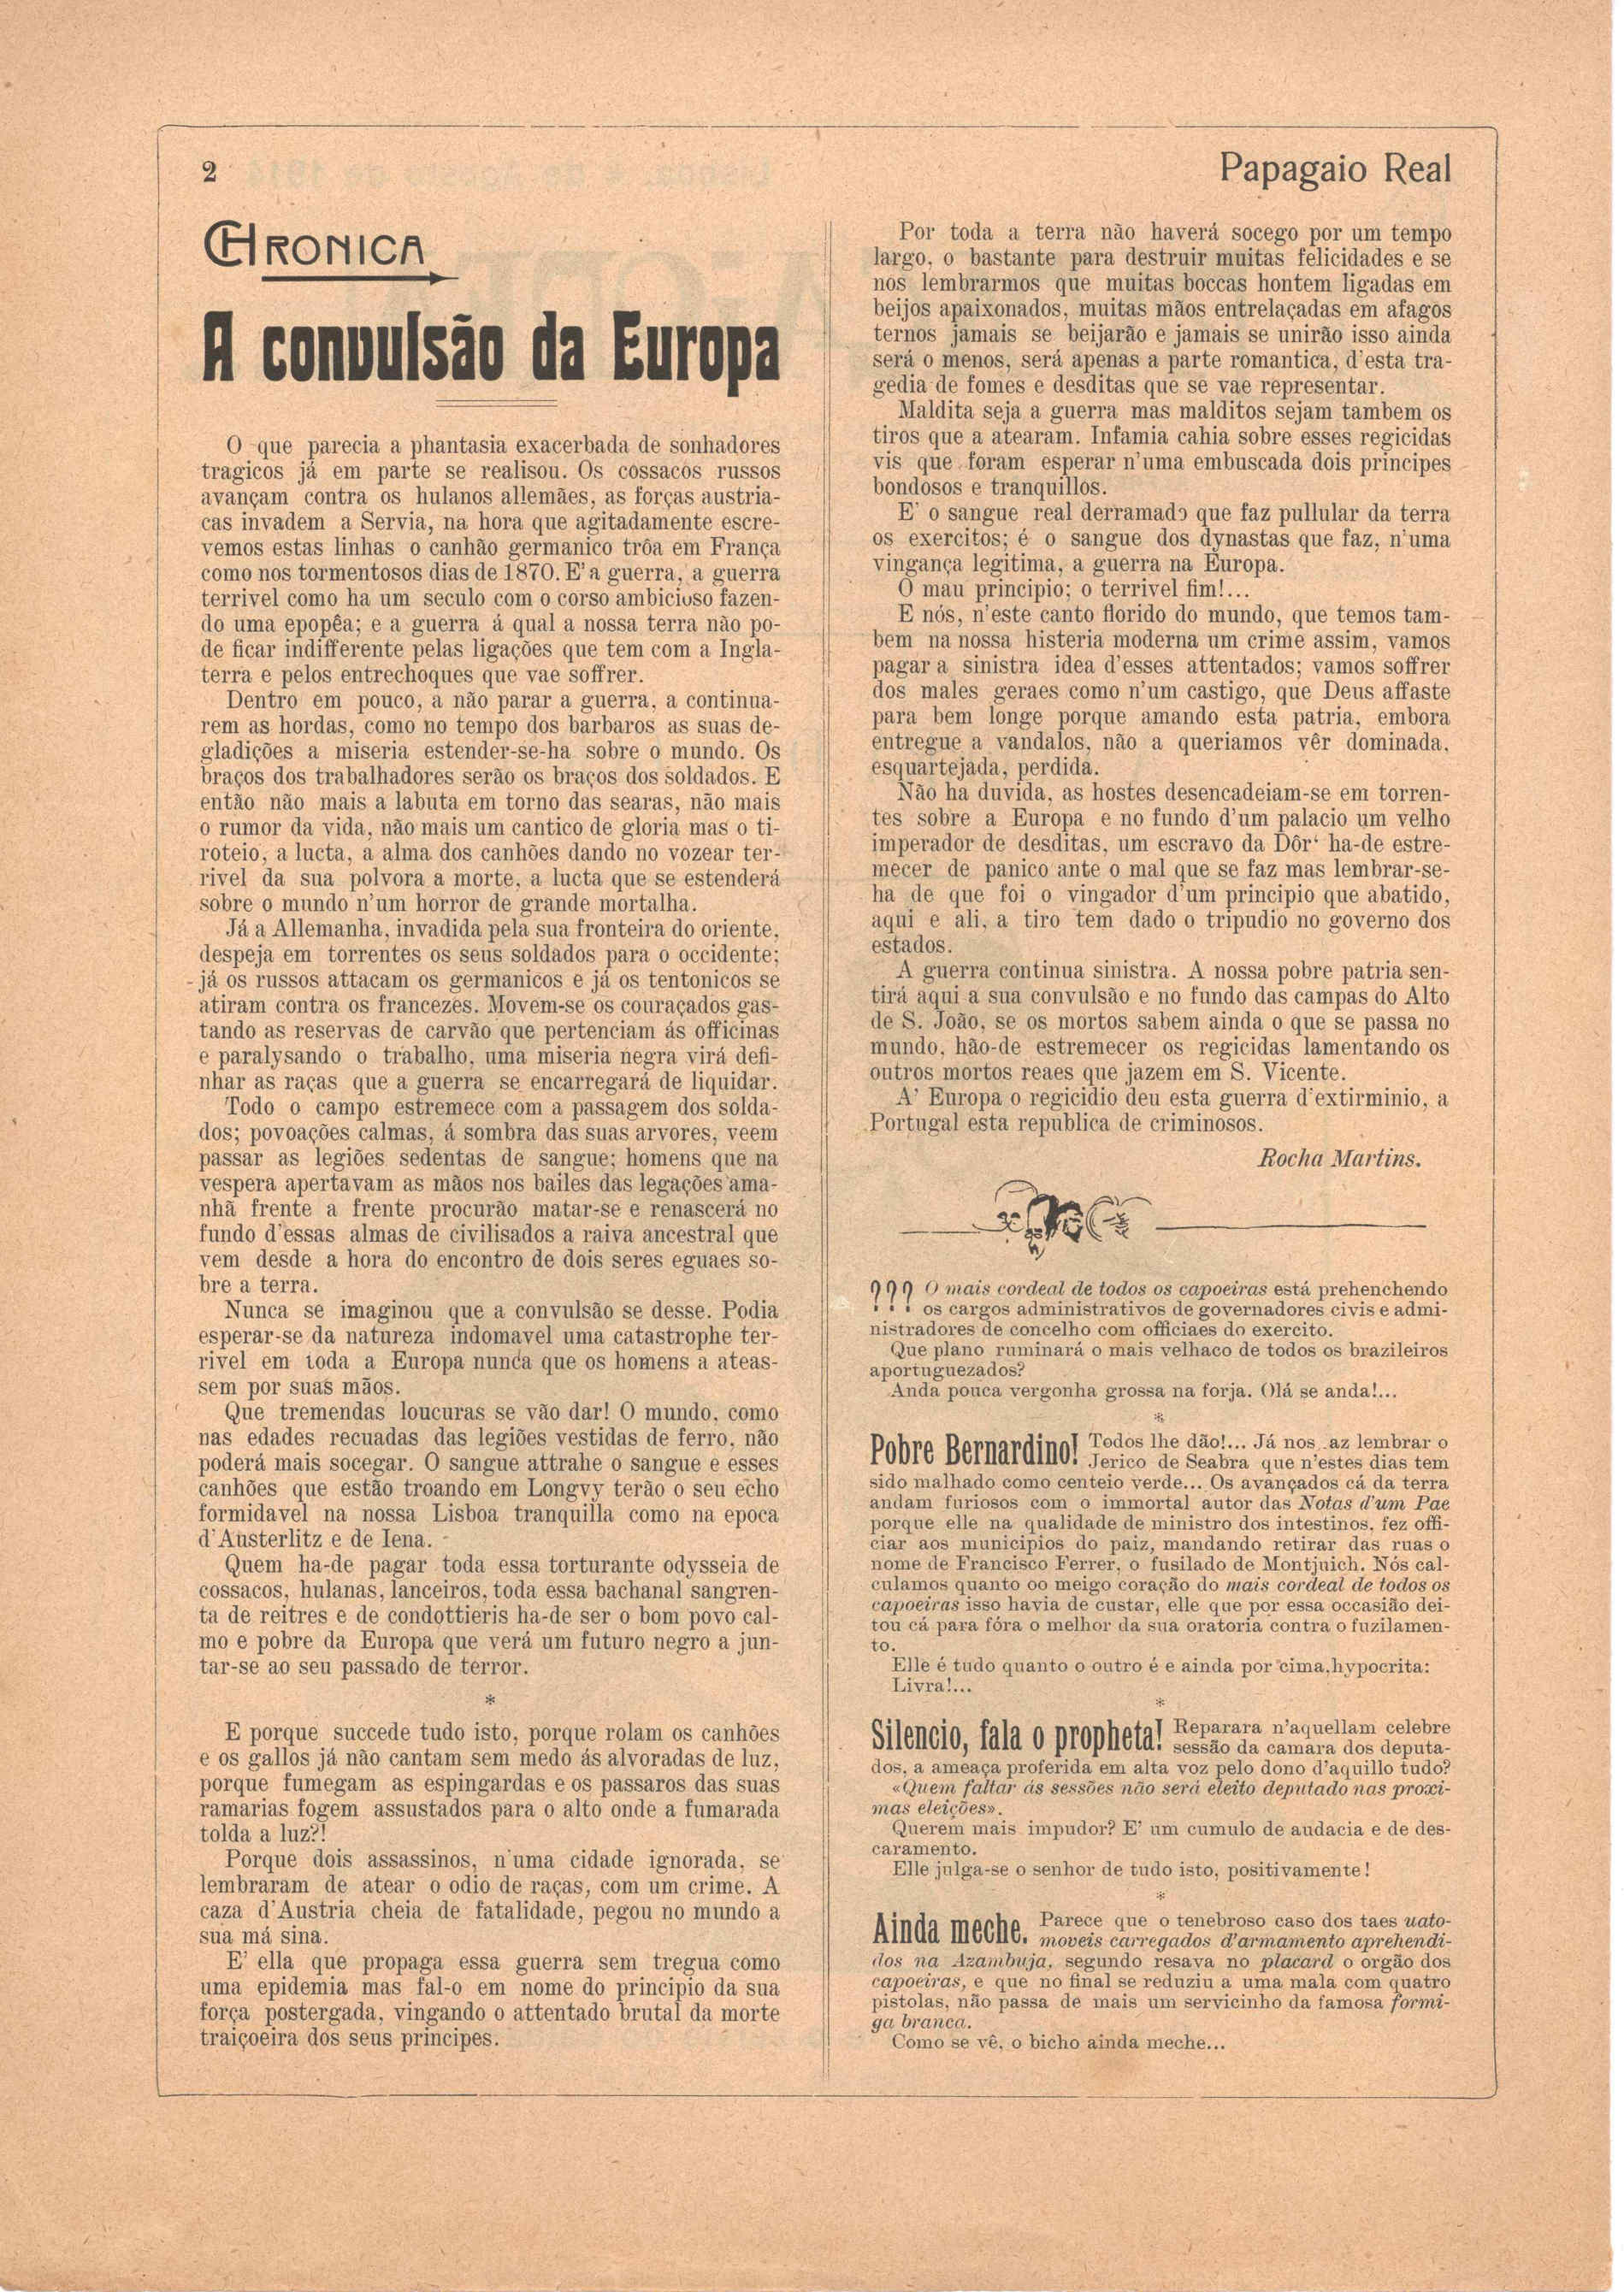 2
Papagaio Real
CHRONICA
A convulsão da Europa
O que parecia a phantasia exacerbada de sonhadores
tragicos já em parte se realisou. Os cossacos russos
avançam contra os hulanos allemães, as forças austria-
cas invadem a Servia, na hora que agitadamente escre-
vemos estas linhas o canhão germanico trôa em França
como nos tormentosos dias de 1870. E'a guerra, a guerra
terrivel como ha um seculo com o corso ambicioso fazen-
do uma epopêa; e a guerra á qual a nossa terra não po-
de ficar indifferente pelas ligações que tem com a Ingla-
terra e pelos entrechoques que vae soffrer.
Dentro em pouco, a não parar a guerra, a continua-
rem as hordas, como no tempo dos barbaros as suas de-
gladições a miseria estender-se-ha sobre o mundo. Os
braços dos trabalhadores serão os braços dos soldados. E
então não mais a labuta em torno das searas, não mais
o rumor da vida, não mais um cantico de gloria mas o ti-
roteio, a lucta, a alma dos canhões dando no vozear ter-
rivel da sua polvora a morte, a lucta que se estenderá
sobre o mundo n'um horror de grande mortalha.
Já a Allemanha, invadida pela sua fronteira do oriente,
despeja em torrentes os seus soldados para o occidente;
já os russos attacam os germanicos e já os tentonicos se
atiram contra os francezes. Movem-se os couraçados gas-
tando as reservas de carvão que pertenciam ás officinas
e paralysando o trabalho, uma miseria negra virá defi-
nhar as raças que a guerra se encarregará de liquidar.
Todo o campo estremece com a passagem dos solda-
dos; povoações calmas, á sombra das suas arvores, veem
passar as legiões sedentas de sangue; homens que na
vespera apertavam as mãos nos bailes das legações ama-
nhã frente a frente procurão matar-se e renascerá no
fundo d'essas almas de civilisados a raiva ancestral que
vem desde a hora do encontro de dois seres eguaes so-
bre a terra.
Nunca se imaginou que a convulsão se desse. Podia
esperar-se da natureza indomavel uma catastrophe ter-
rivel em toda a Europa nunca que os homens a ateas-
sem por suas mãos.
Que tremendas loucuras se vão dar! O mundo, como
nas edades recuadas das legiões vestidas de ferro, não
poderá mais socegar. O sangue attrahe o sangue e esses
canhões que estão troando em Longvy terão o seu echo
formidavel na nossa Lisboa tranquilla como na epoca
d'Austerlitz e de Iena.
Quem ha-de pagar toda essa torturante odysseia de
cossacos, hulanas, lanceiros, toda essa bachanal sangren-
ta de reitres e de condottieris ha-de ser o bom povo cal-
mo e pobre da Europa que verá um futuro negro a jun-
tar-se ao seu passado de terror.
*
E porque succede tudo isto, porque rolam os canhões
e os gallos já não cantam sem medo ás alvoradas de luz,
porque fumegam as espingardas e os passaros das suas
ramarias fogem assustados para o alto onde a fumarada
tolda a luz?!
Porque dois assassinos, n'uma cidade ignorada, se
lembraram de atear o odio de raças, com um crime. A
caza d'Austria cheia de fatalidade, pegou no mundo a
sua má sina.
E' ella que propaga essa guerra sem tregua como
uma epidemia mas fal-o em nome do principio da sua
força postergada, vingando o attentado brutal da morte
traiçoeira dos seus principes.
Por toda a terra não haverá socego por um tempo
largo, o bastante para destruir muitas felicidades e se
nos lembrarmos que muitas boccas hontem ligadas em
beijos apaixonados, muitas mãos entrelaçadas em afagos
ternos jamais se beijarão e jamais se unirão isso ainda
será o menos, será apenas a parte romantica, d'esta tra-
gedia de fomes e desditas que se vae representar.
Maldita seja a guerra mas malditos sejam tambem os
tiros que a atearam. Infamia cahia sobre esses regicidas
vis que foram esperar n'uma embuscada dois principes
bondosos e tranquillos.
E' o sangue real derramado que faz pullular da terra
os exercitos; é o sangue dos dynastas que faz, n'uma
vingança legitima, a guerra na Europa.
O mau principio; o terrivel fim!...
E nós, n'este canto florido do mundo, que temos tam-
bem na nossa histeria moderna um crime assim, vamos
pagar a sinistra idea d'esses attentados; vamos soffrer
dos males geraes como n'um castigo, que Deus affaste
para bem longe porque amando esta patria, embora
entregue a vandalos, não a queriamos vêr dominada,
esquartejada, perdida.
Não ha duvida, as hostes desencadeiam-se em torren-
tes sobre a Europa e no fundo d'um palacio um velho
imperador de desditas, um escravo da Dôr' ha-de estre-
mecer de panico ante o mal que se faz mas lembrar-se-
ha de que foi o vingador d'um principio que abatido,
aqui e ali, a tiro tem dado o tripudio no governo dos
estados.
A guerra continua sinistra. A nossa pobre patria sen-
tirá aqui a sua convulsão e no fundo das campas do Alto
de S. João, se os mortos sabem ainda o que se passa no
mundo, hão-de estremecer os regicidas lamentando os
outros mortos reaes que jazem em S. Vicente.
A' Europa o regicidio deu esta guerra d'extirminio, a
Portugal esta republica de criminosos.
Rocha Martins.
??? O mais cordeal de todos os capoeiras está prehenchendo
os cargos administrativos de governadores civis e admi-
nistradores de concelho com officiaes do exercito.
Que plano ruminará o mais velhaco de todos os brazileiros
aportuguezados?
Anda pouca vergonha grossa na forja. Olá se anda!...
*
Pobre Bernardino! Todos lhe dão!... Já nos az lembrar o
Jerico de Seabra que n'estes dias tem
sido malhado como centeio verde... Os avançados cá da terra
andam furiosos com o immortal autor das Notas d'um Pae
porque elle na qualidade de ministro dos intestinos, fez offi-
ciar aos municipios do paiz, mandando retirar das ruas o
nome de Francisco Ferrer, o fusilado de Montjuich. Nós cal-
culamos quanto oo meigo coração do mais cordeal de todos os
capoeiras isso havia de custar, elle que por essa occasião dei-
tou cá para fóra o melhor da sua oratoria contra o fuzilamen-
to.
Elle é tudo quanto o outro é e ainda por cima,hypocrita:
Livra!...
*
Silencio, fala o propheta! Reparara n'aquellam celebre
sessão da camara dos deputa-
dos, a ameaça proferida em alta voz pelo dono d'aquillo tudo?
«Quem faltar ás sessões não será eleito deputado nas proxi-
mas eleições».
Querem mais impudor? E' um cumulo de audacia e de des-
caramento.
Elle julga-se o senhor de tudo isto, positivamente!
*
Ainda meche. Parece que o tenebroso caso dos taes uato-
moveis carregados d'armamento aprehendi-
dos na Azambuja, segundo resava no placard o orgão dos
capoeiras, e que no final se reduziu a uma mala com quatro
pistolas, não passa de mais um servicinho da famosa formi-
ga branca.
Como se vê, o bicho ainda meche...